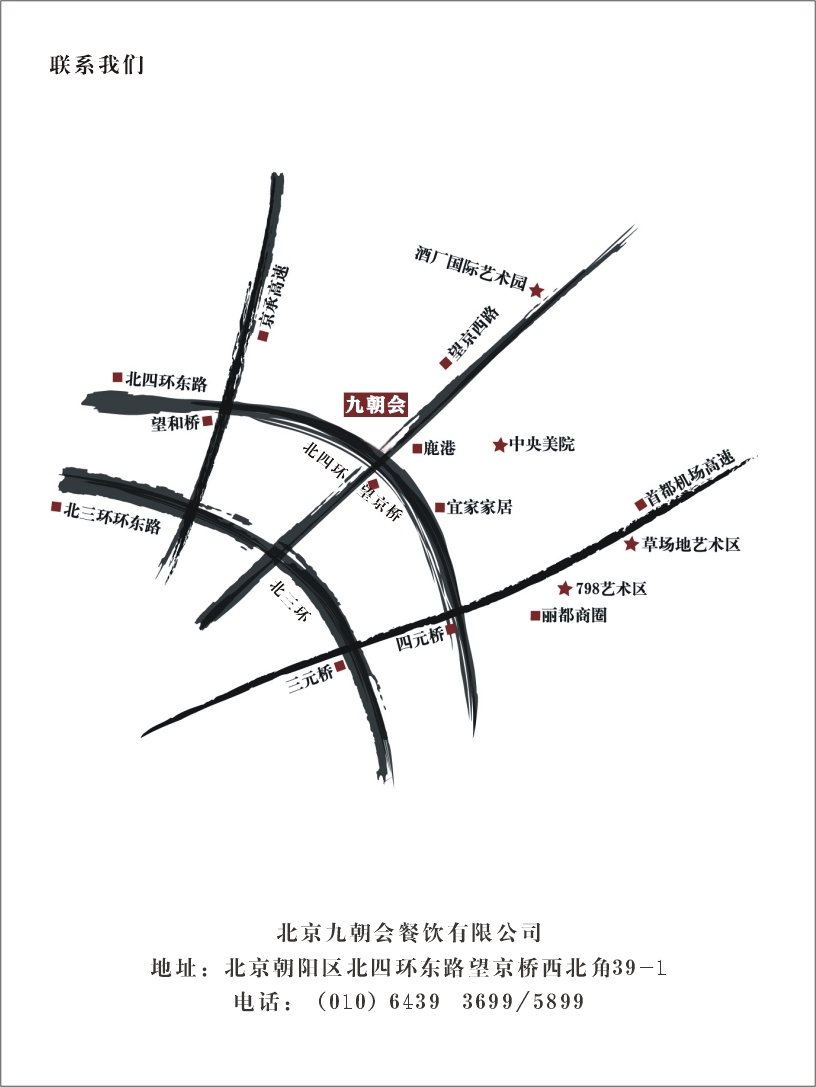 联系我们
京承高速
酒厂国际艺术园
望京西路
北四环东路
九朝会
望和桥
北四环
鹿港
中央美院
望京桥
宜家家居
首都机场高速
北三环环东路
草场地艺术区
798艺术区
北三环
丽都商圈
四元桥
三元桥
北京九朝会餐饮有限公司
地址：北京朝阳区北四环东路望京桥西北角39-1
电话：(010) 6439 3699/5899